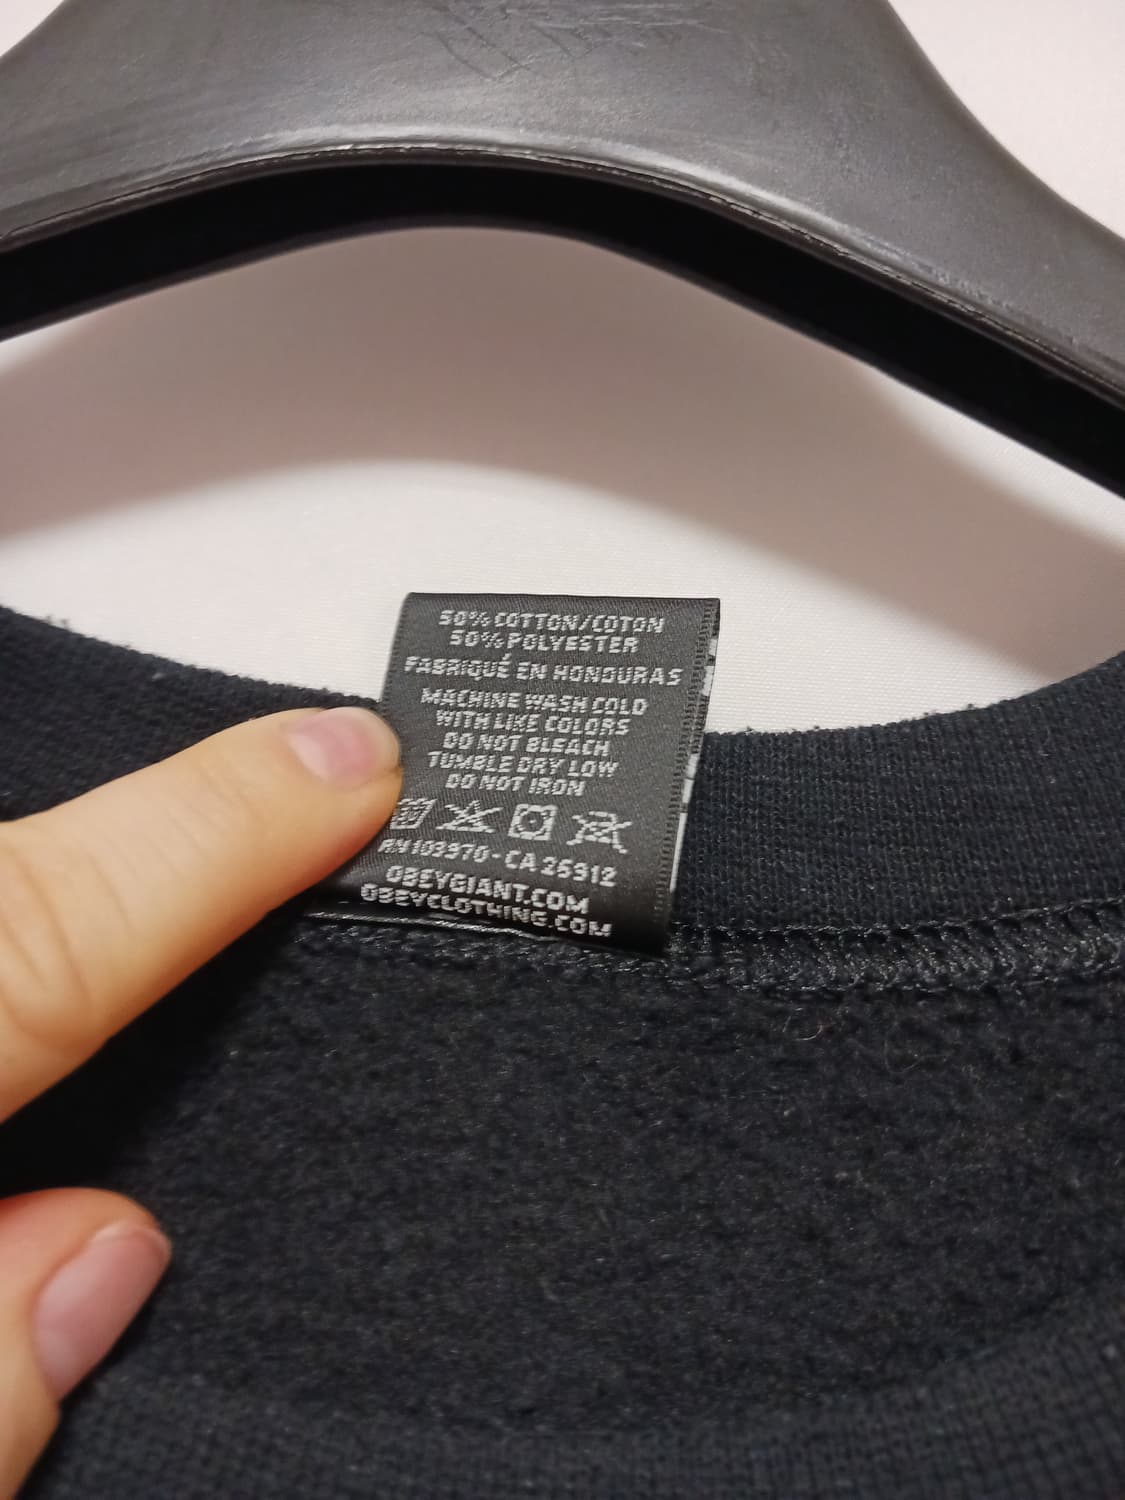 50% COTTON/COTON
50% POLYESTER
FABRIQUÉ EN HONDURAS
MACHINE WASH COLD
WITH LIKE COLORS
DO NOT BLEACH
TUMBLE DRY LOW
DO NOT IRON
RN 103970 - CA 26912
OBEYGIANT.COM
OBEYCLOTHING.COM